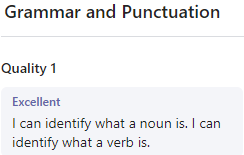 Grammar and Punctuation
Quality 1
Excellent
I can identify what a noun is. I can
identify what a verb is.